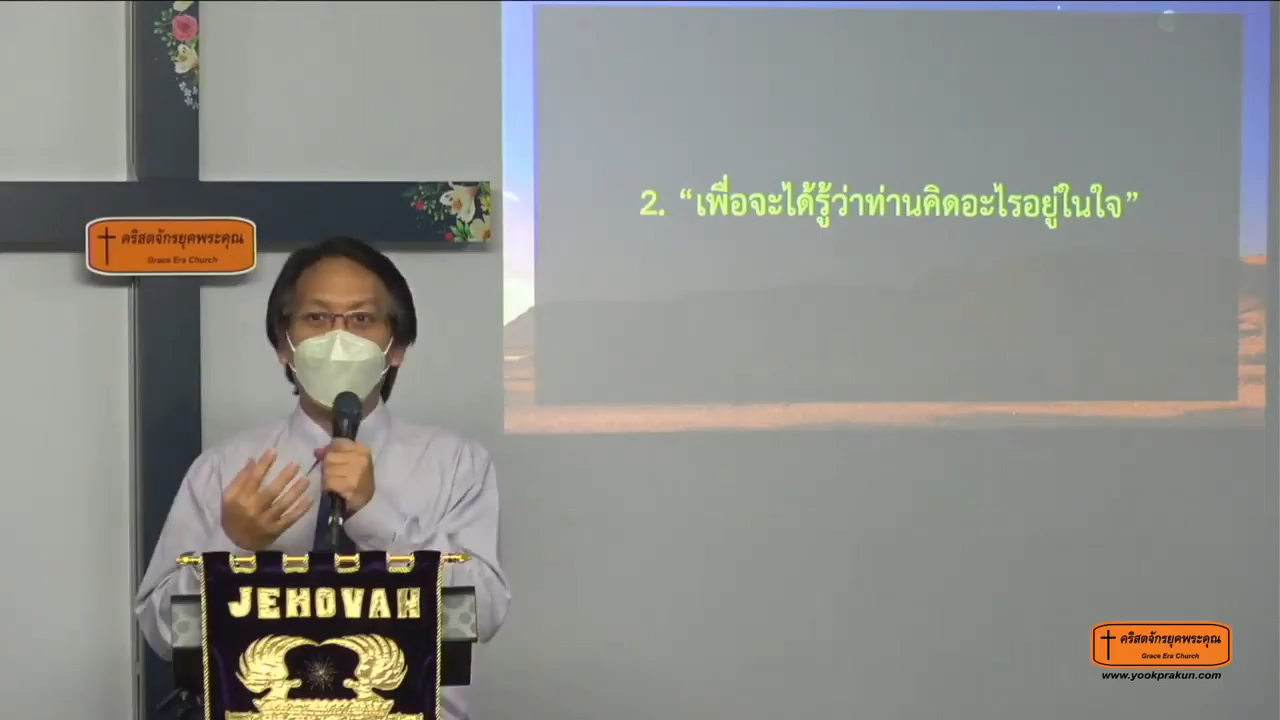 2. “เพื่อจะได้รู้ว่าท่านคิดอะไรอยู่ในใจ”
คริสตจักรยุคพระคุณ
Grace Era Church
JEHOVAH
คริสตจักรยุคพระคุณ
Grace Era Church
www.yookprakun.com